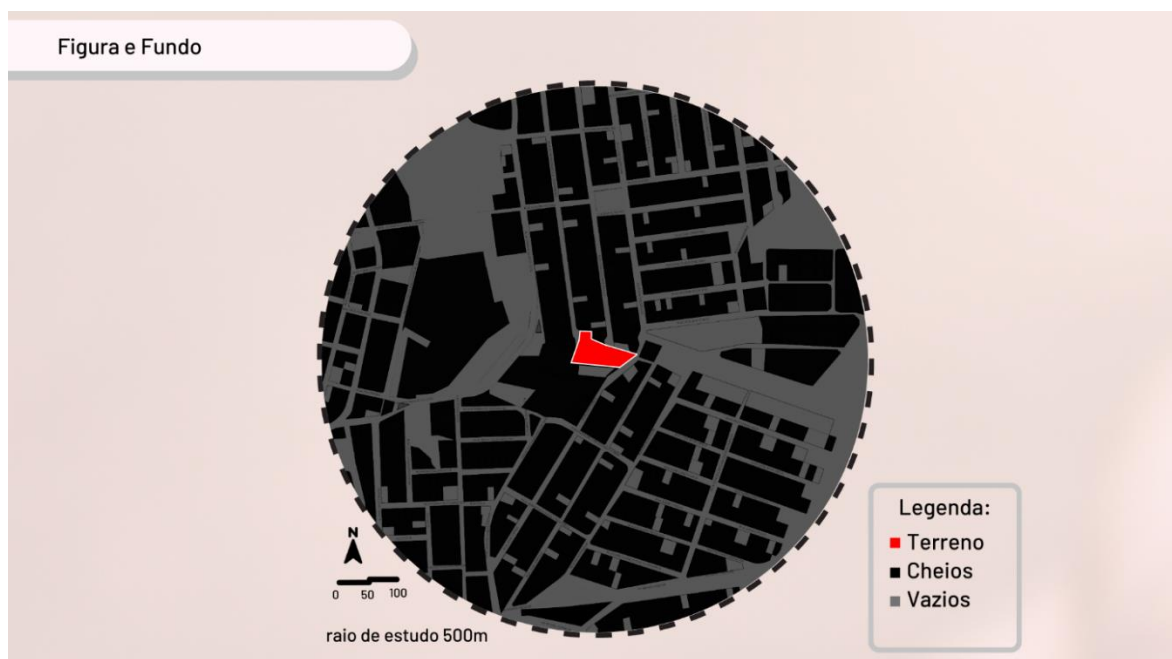 Figura e Fundo
N
0 50 100
raio de estudo 500m
Legenda:
Terreno
Cheios
Vazios